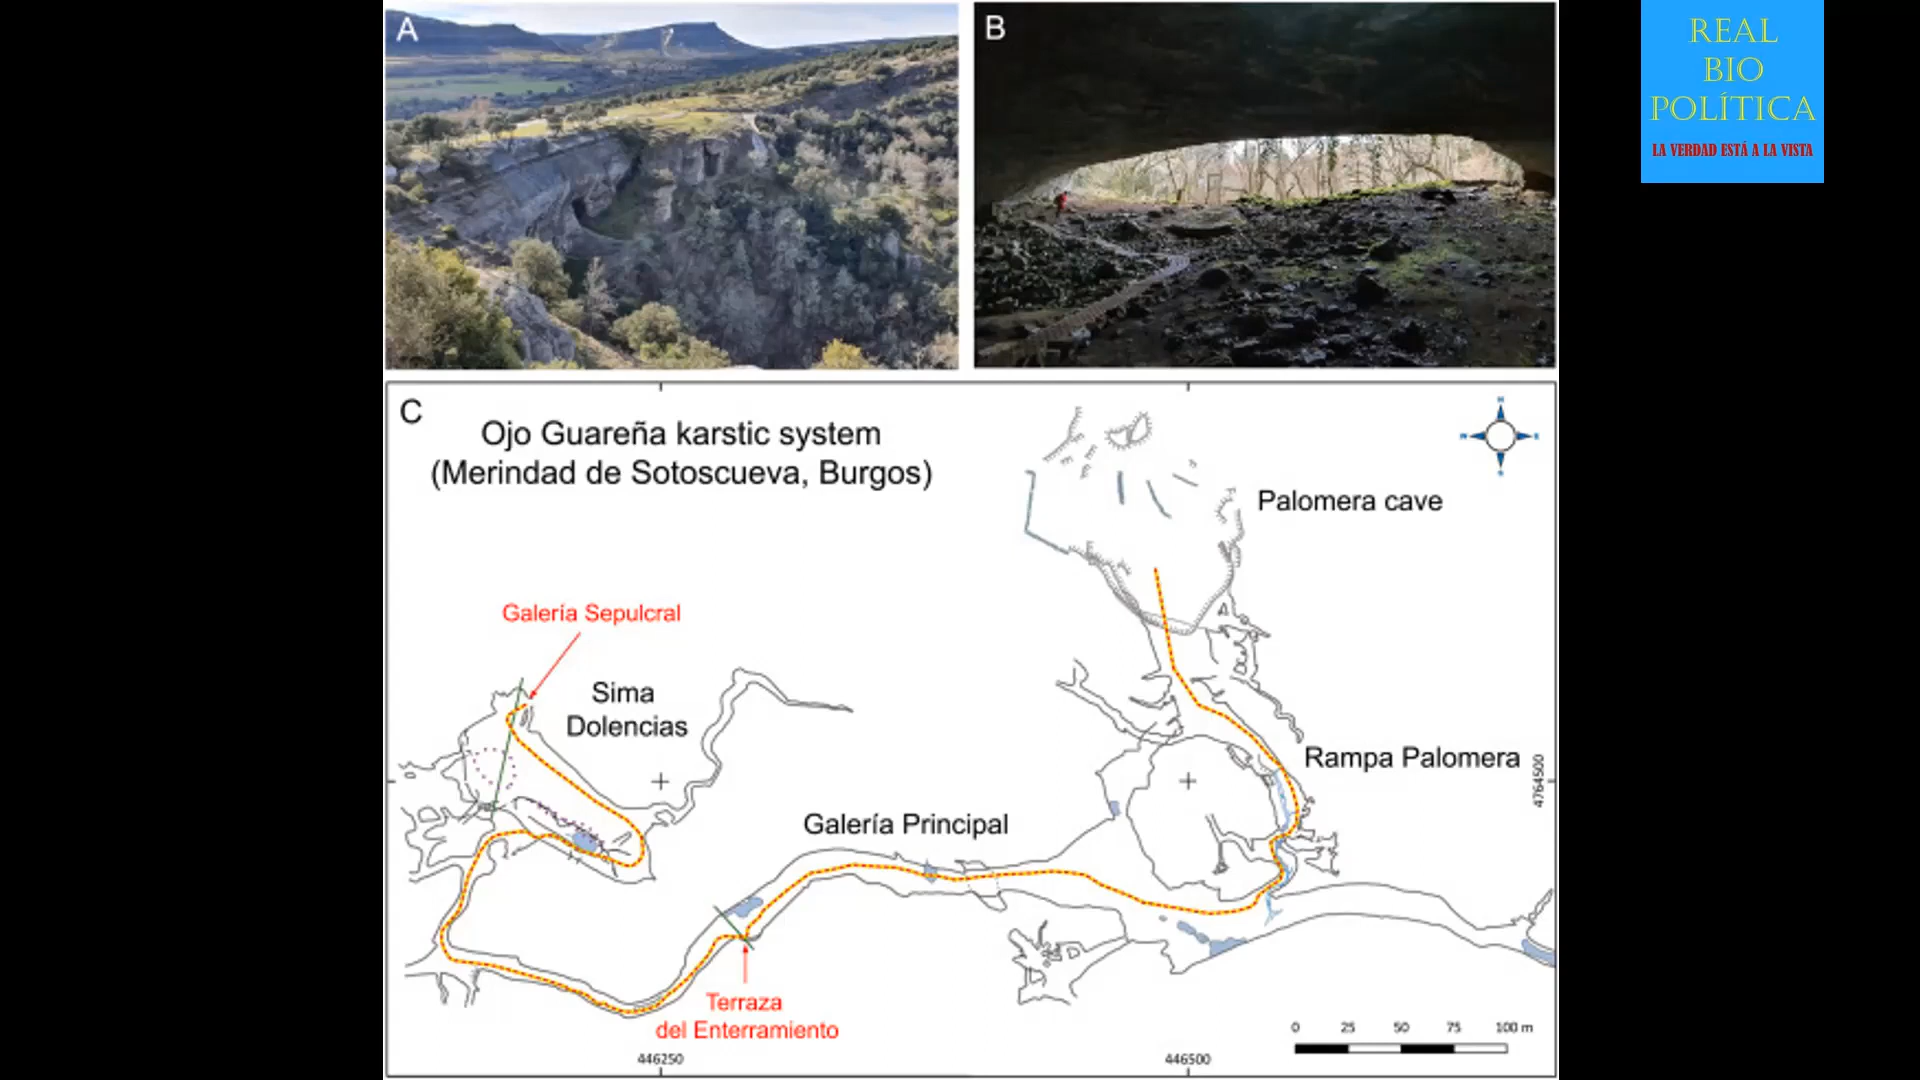 A
B
REAL
BIO
POLÍTICA
LA VERDAD ESTÁ A LA VISTA
C
Ojo Guareña karstic system
(Merindad de Sotoscueva, Burgos)
Palomera cave
Galería Sepulcral
Sima
Dolencias
Rampa Palomera
4764500
Galería Principal
Terraza
del Enterramiento
0 25 50 75 100 m
446250
446500